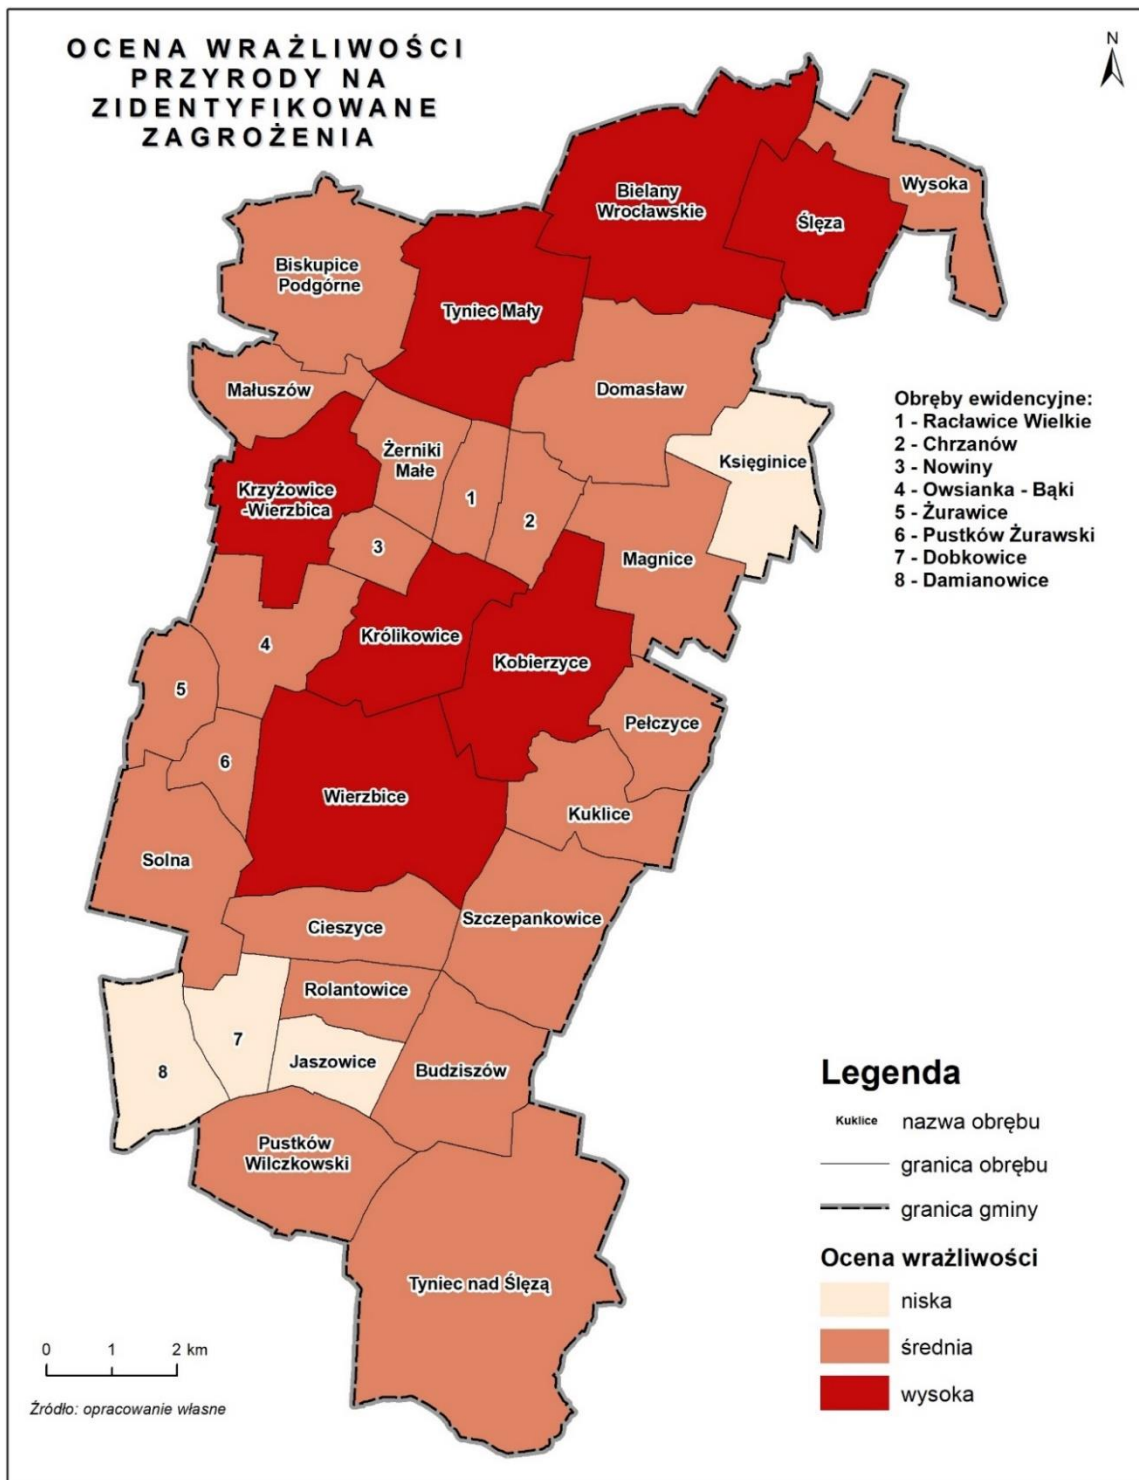 OCENA WRAŻLIWOŚCI
PRZYRODY NA
ZIDENTYFIKOWANE
ZAGROŻENIA
N
Wysoka
Bielany
Wrocławskie
Ślęza
Biskupice
Podgórne
Tyniec Mały
Małuszów
Domasław
Obręby ewidencyjne:
1 - Racławice Wielkie
2 - Chrzanów
3 - Nowiny
4 - Owsianka - Bąki
5 - Żurawice
6 - Pustków Żurawski
7 - Dobkowice
8 - Damianowice
Żerniki
Małe
Księginice
Krzyżowice
-Wierzbica
1
2
3
Magnice
Królikowice
4
Kobierzyce
5
Pełczyce
6
Wierzbice
Kuklice
Solna
Szczepankowice
Cieszyce
Rolantowice
7
Jaszowice
8
Budziszów
Pustków
Wilczkowski
Tyniec nad Ślęzą
Legenda
Kuklice nazwa obrębu
granica obrębu
granica gminy
Ocena wrażliwości
niska
średnia
wysoka
0 1 2 km
Źródło: opracowanie własne